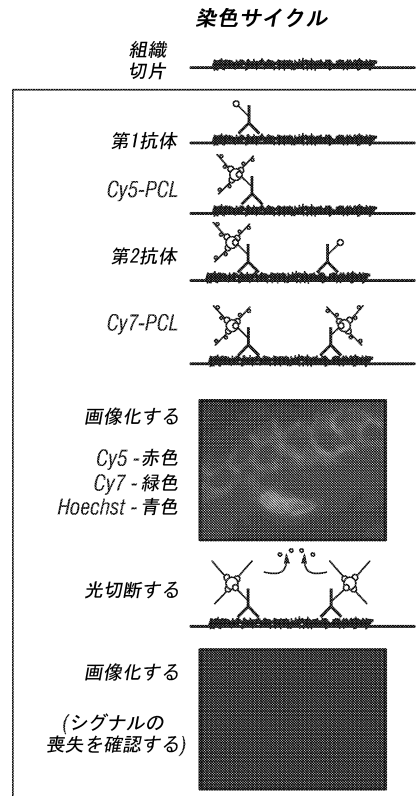 染色サイクル
組織
切片
第1抗体
Cy5-PCL
第2抗体
Cy7-PCL
画像化する
Cy5 - 赤色
Cy7 - 緑色
Hoechst - 青色
光切断する
画像化する
(シグナルの
喪失を確認する)